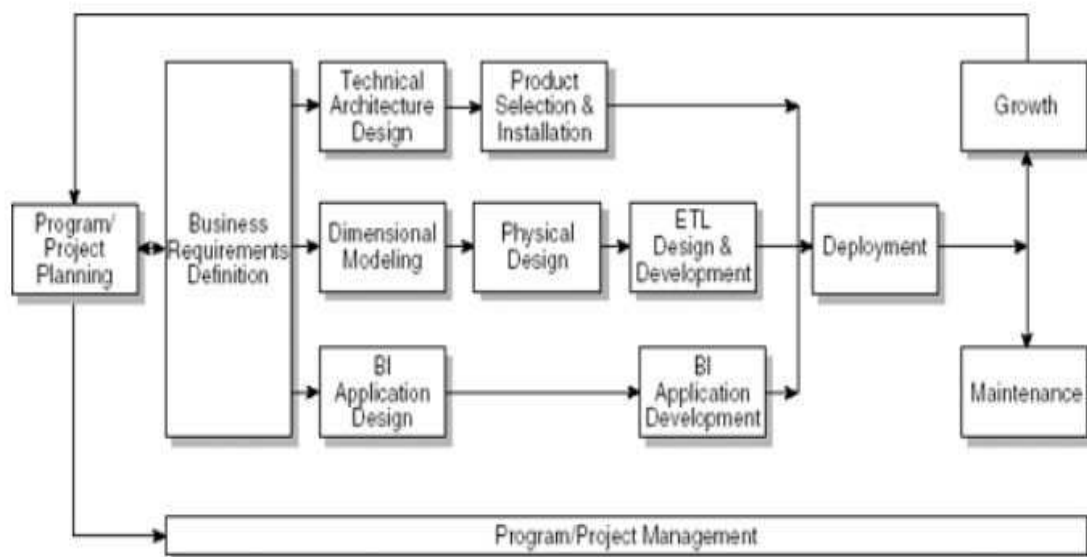 Technical
Architecture
Design
Product
Selection &
Installation
Growth
Program/
Project
Planning
Business
Requirements
Definition
Dimensional
Modeling
Physical
Design
ETL
Design &
Development
Deployment
BI
Application
Design
BI
Application
Development
Maintenance
Program/Project Management